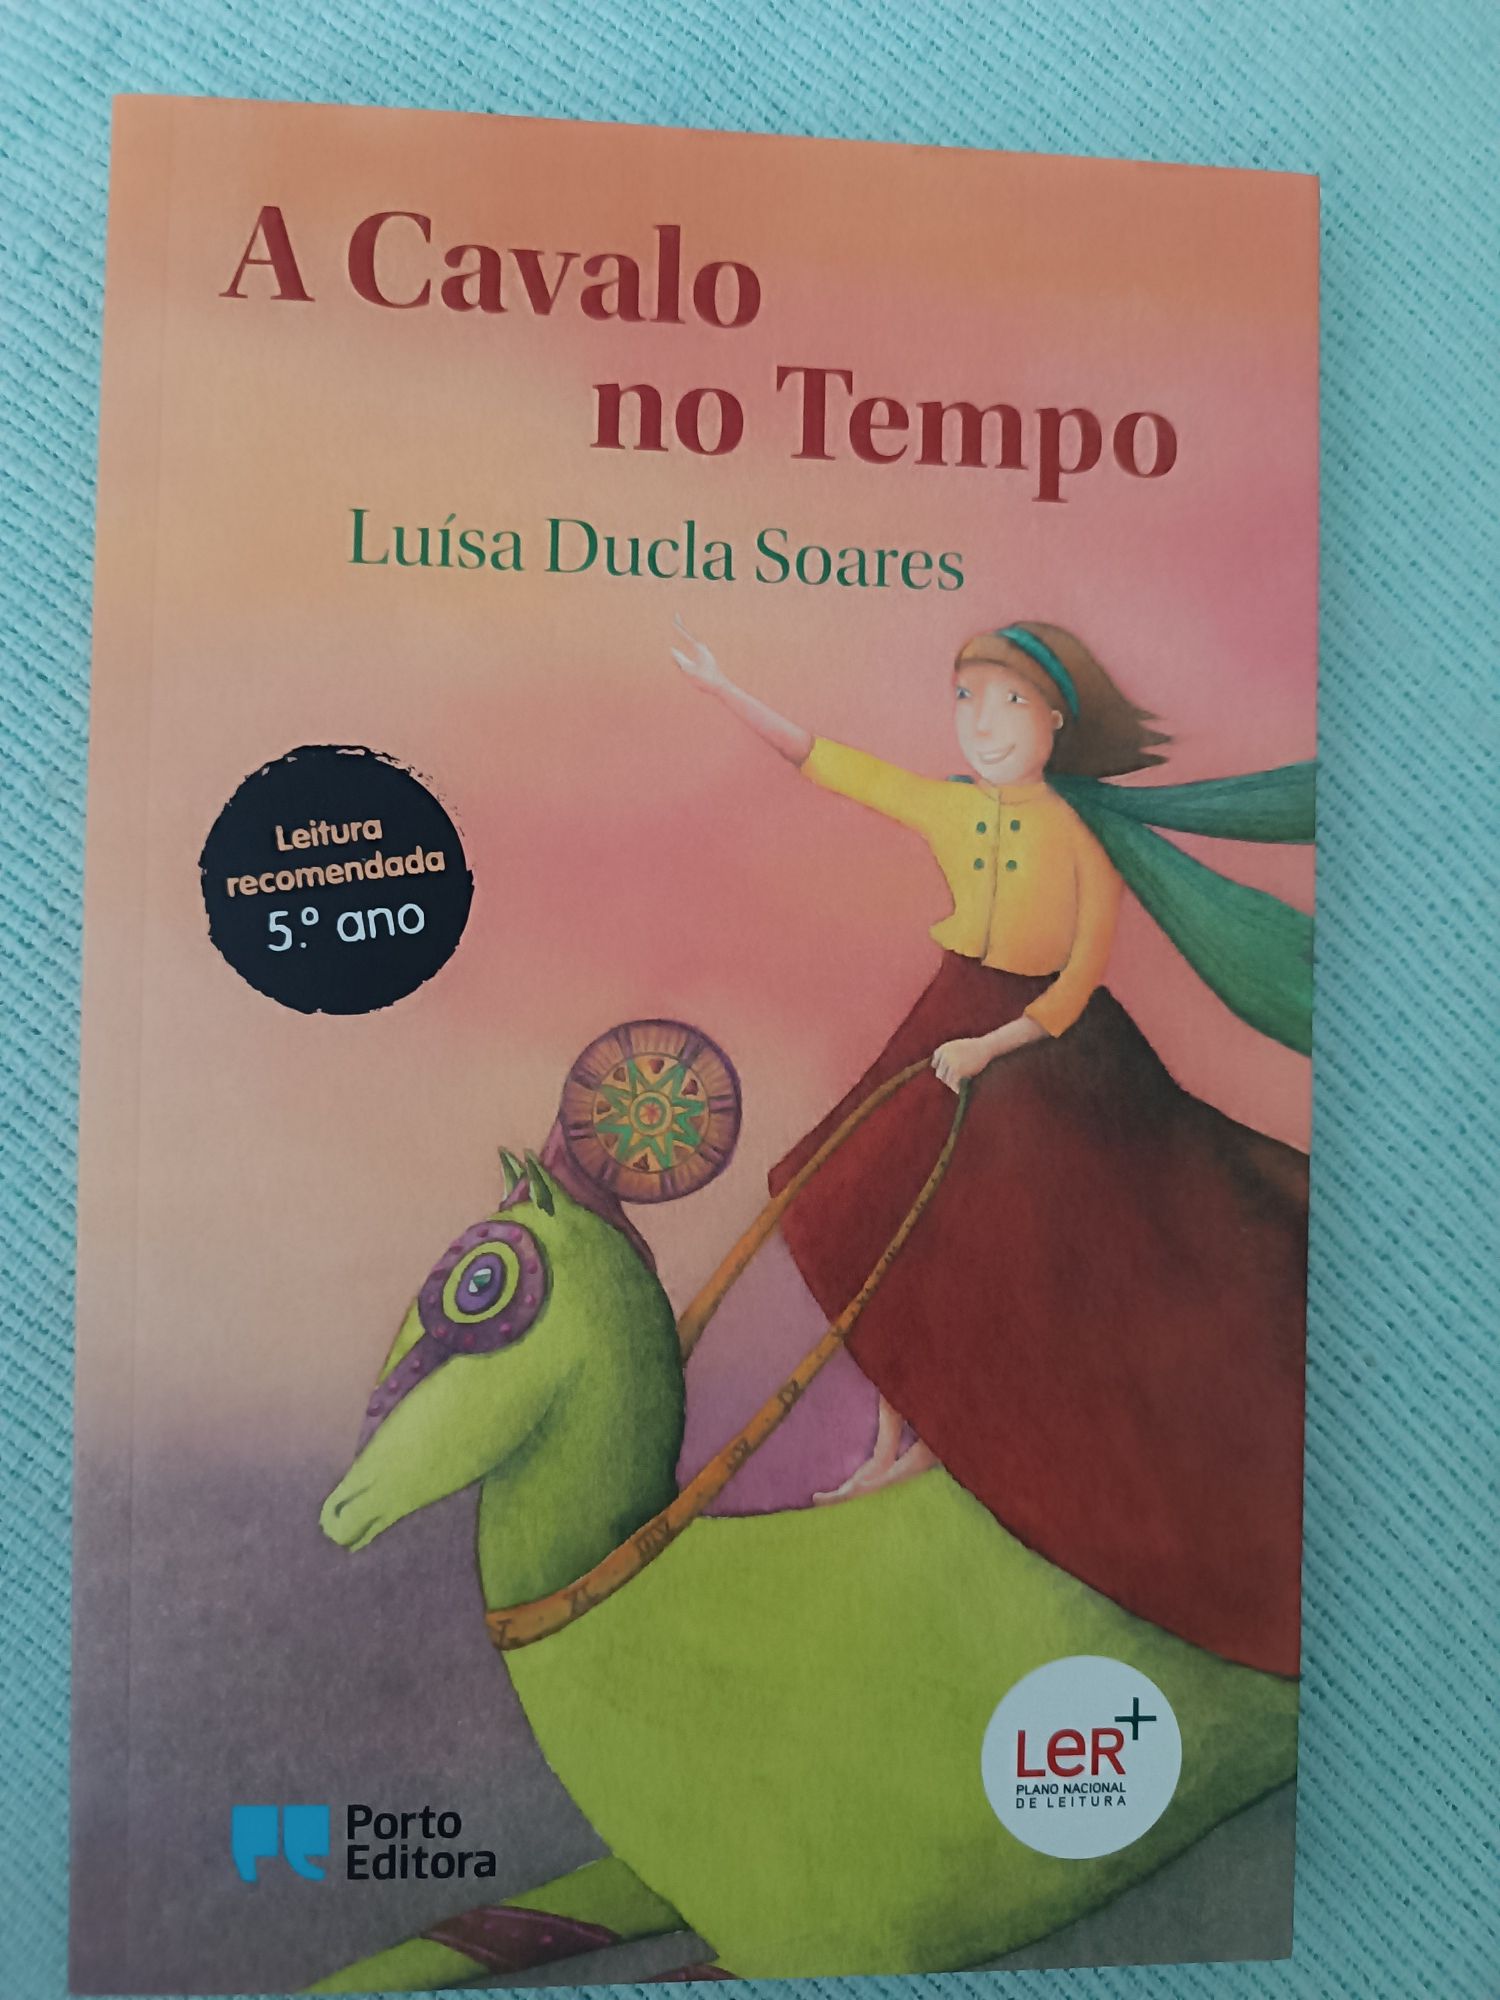 A Cavalo
no Tempo
Luísa Ducla Soares
Leitura
recomendada
5.º ano
Porto
Editora
LeR+
PLANO NACIONAL
DE LEITURA